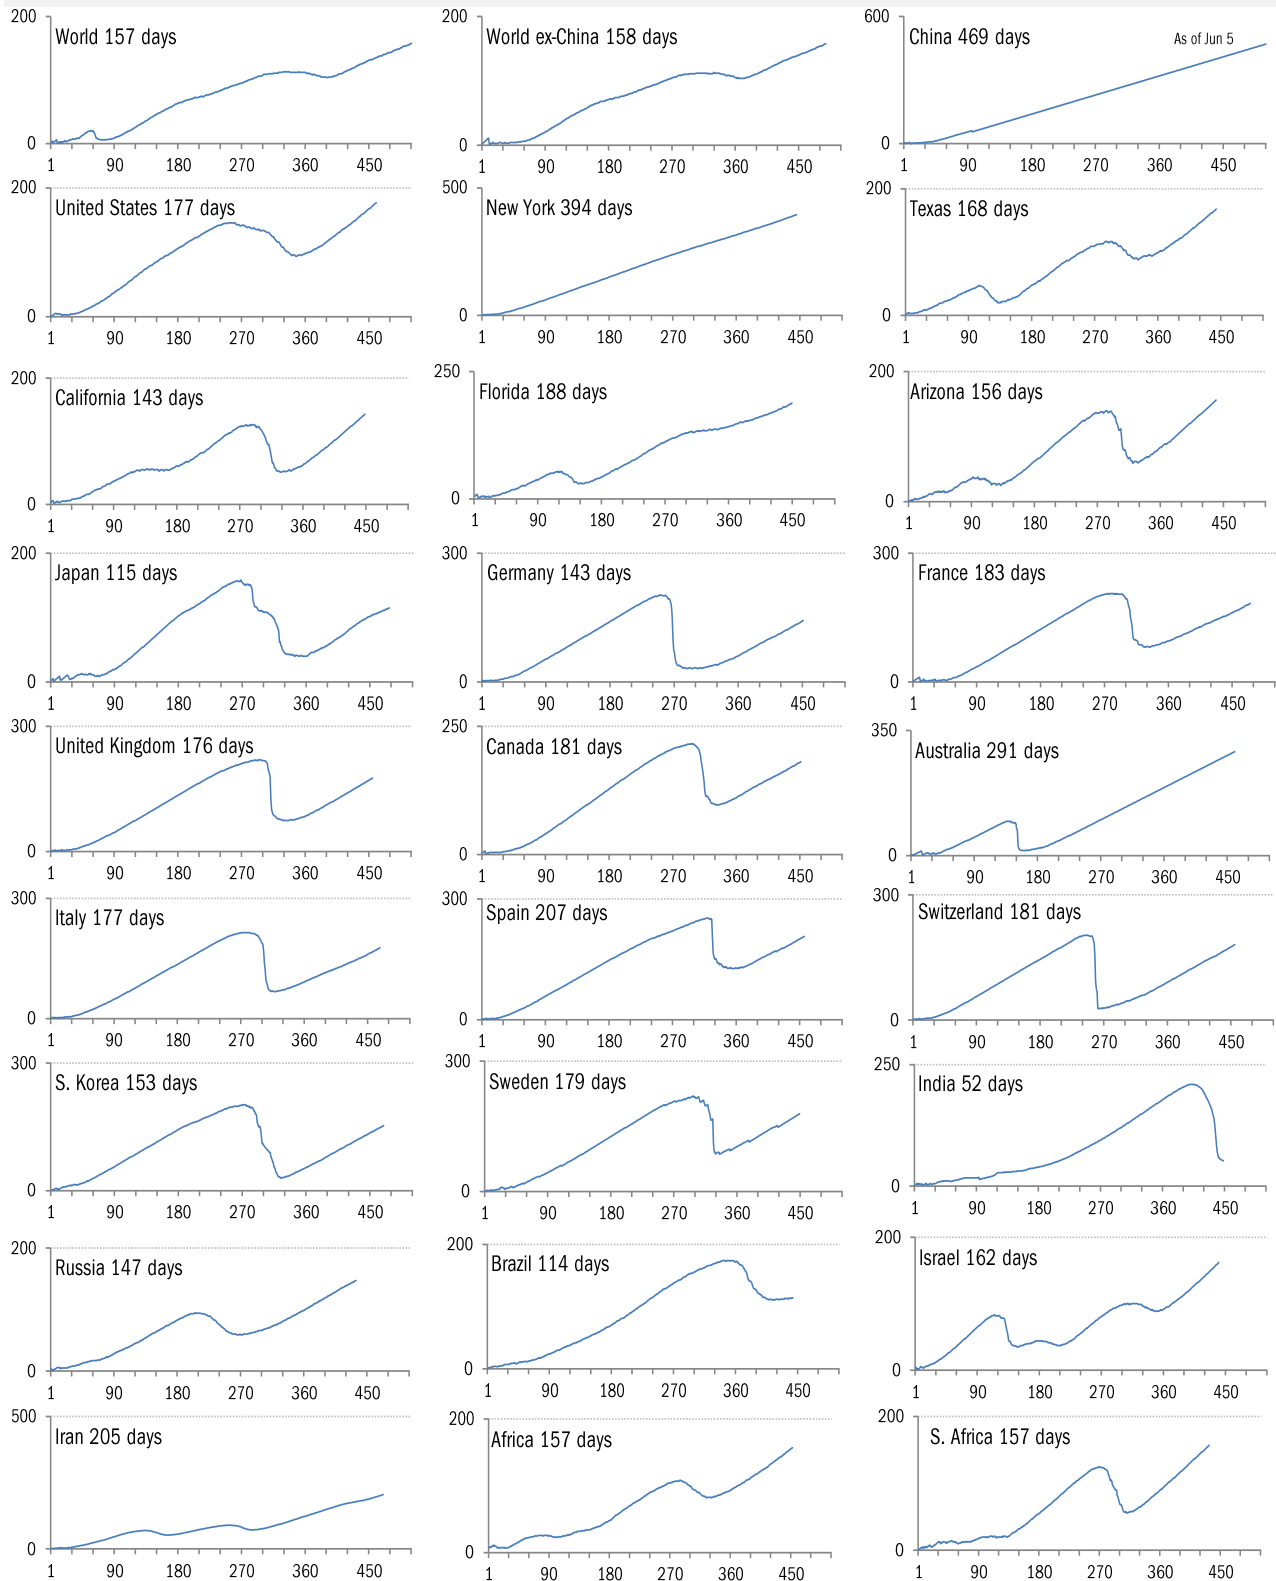 200
World 157 days
0
1 90 180 270 360 450
200
World ex-China 158 days
0
1 90 180 270 360 450
600
China 469 days
As of Jun 5
0
1 90 180 270 360 450
200
United States 177 days
0
1 90 180 270 360 450
500
New York 394 days
0
1 90 180 270 360 450
200
Texas 168 days
0
1 90 180 270 360 450
200
California 143 days
0
1 90 180 270 360 450
250
Florida 188 days
0
1 90 180 270 360 450
200
Arizona 156 days
0
1 90 180 270 360 450
200
Japan 115 days
0
1 90 180 270 360 450
300
Germany 143 days
0
1 90 180 270 360 450
300
France 183 days
0
1 90 180 270 360 450
300
United Kingdom 176 days
0
1 90 180 270 360 450
250
Canada 181 days
0
1 90 180 270 360 450
350
Australia 291 days
0
1 90 180 270 360 450
300
Italy 177 days
0
1 90 180 270 360 450
300
Spain 207 days
0
1 90 180 270 360 450
300
Switzerland 181 days
0
1 90 180 270 360 450
300
S. Korea 153 days
0
1 90 180 270 360 450
300
Sweden 179 days
0
1 90 180 270 360 450
250
India 52 days
0
1 90 180 270 360 450
200
Russia 147 days
0
1 90 180 270 360 450
200
Brazil 114 days
0
1 90 180 270 360 450
200
Israel 162 days
0
1 90 180 270 360 450
500
Iran 205 days
0
1 90 180 270 360 450
200
Africa 157 days
0
1 90 180 270 360 450
200
S. Africa 157 days
0
1 90 180 270 360 450